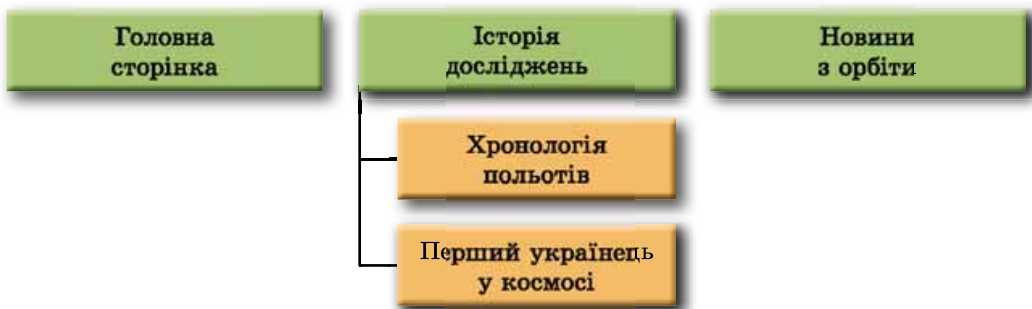 Головна
сторінка
Історія
досліджень
Новини
з орбіти
Хронологія
польотів
Перший українець
у космосі